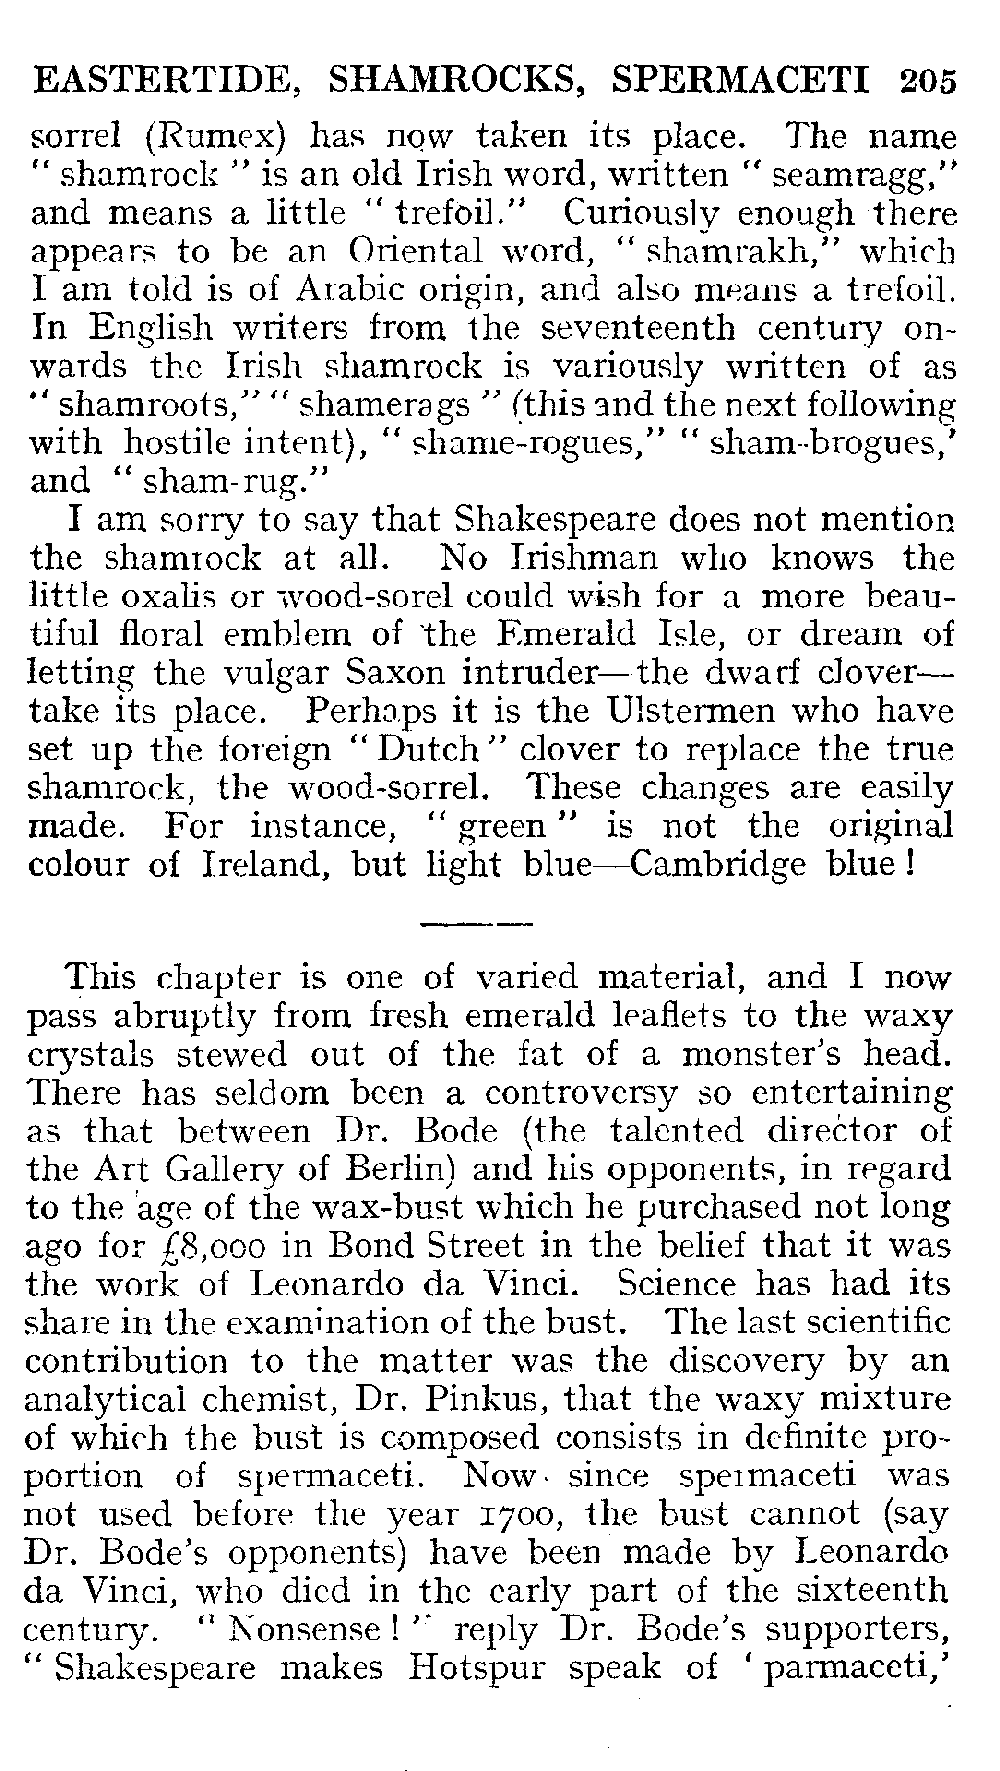 EASTERTIDE, SHAMROCKS, SPERMACETI 205
sorrel (Rumex) has now taken its place. The name
“ shamrock ” is an old Irish word, written “ seamragg,”
and means a little “ trefoil.” Curiously enough there
appears to be an Oriental word, “ shamrakh,” which
I am told is of Arabic origin, and also means a trefoil.
In English writers from the seventeenth century on-
wards the Irish shamrock is variously written of as
“ shamroots,” “ shamerags ” (this and the next following
with hostile intent), “ shame-rogues,” “ sham-brogues,’
and “ sham-rug.”
I am sorry to say that Shakespeare does not mention
the shamrock at all. No Irishman who knows the
little oxalis or wood-sorel could wish for a more beau-
tiful floral emblem of the Emerald Isle, or dream of
letting the vulgar Saxon intruder—the dwarf clover—
take its place. Perhaps it is the Ulstermen who have
set up the foreign “ Dutch ” clover to replace the true
shamrock, the wood-sorrel. These changes are easily
made. For instance, “ green ” is not the original
colour of Ireland, but light blue—Cambridge blue !
This chapter is one of varied material, and I now
pass abruptly from fresh emerald leaflets to the waxy
crystals stewed out of the fat of a monster’s head.
There has seldom been a controversy so entertaining
as that between Dr. Bode (the talented director of
the Art Gallery of Berlin) and his opponents, in regard
to the age of the wax-bust which he purchased not long
ago for £8,000 in Bond Street in the belief that it was
the work of Leonardo da Vinci. Science has had its
share in the examination of the bust. The last scientific
contribution to the matter was the discovery by an
analytical chemist, Dr. Pinkus, that the waxy mixture
of which the bust is composed consists in definite pro-
portion of spermaceti. Now since spermaceti was
not used before the year 1700, the bust cannot (say
Dr. Bode’s opponents) have been made by Leonardo
da Vinci, who died in the early part of the sixteenth
century. “ Nonsense ! ” reply Dr. Bode’s supporters,
“ Shakespeare makes Hotspur speak of ‘ parmaceti,’